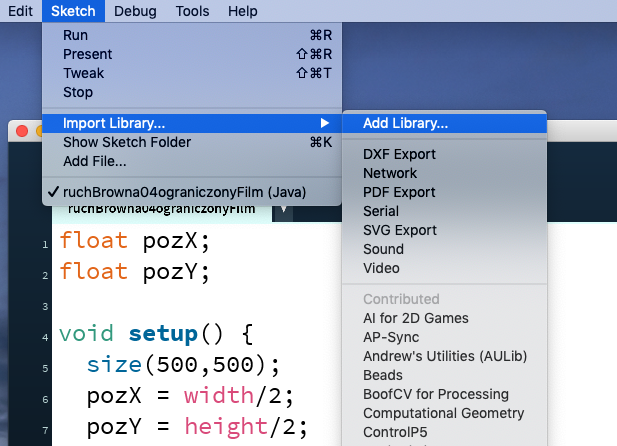 Edit Sketch Debug Tools Help
Run ⌘R
Present ⇧⌘R
Tweak ⇧⌘T
Stop
Import Library... ▶
Show Sketch Folder ⌘K
Add File...
✓ ruchBrowna04ograniczonyFilm (Java)
Add Library...
DXF Export
Network
PDF Export
Serial
SVG Export
Sound
Video
Contributed
AI for 2D Games
AP-Sync
Andrew's Utilities (AULib)
Beads
BoofCV for Processing
Computational Geometry
ControlP5
ruchBrowna04ograniczonyFilm ▼
1 float pozX;
2 float pozY;
3
4 void setup() {
5 size(500,500);
6 pozX = width/2;
7 pozY = height/2;